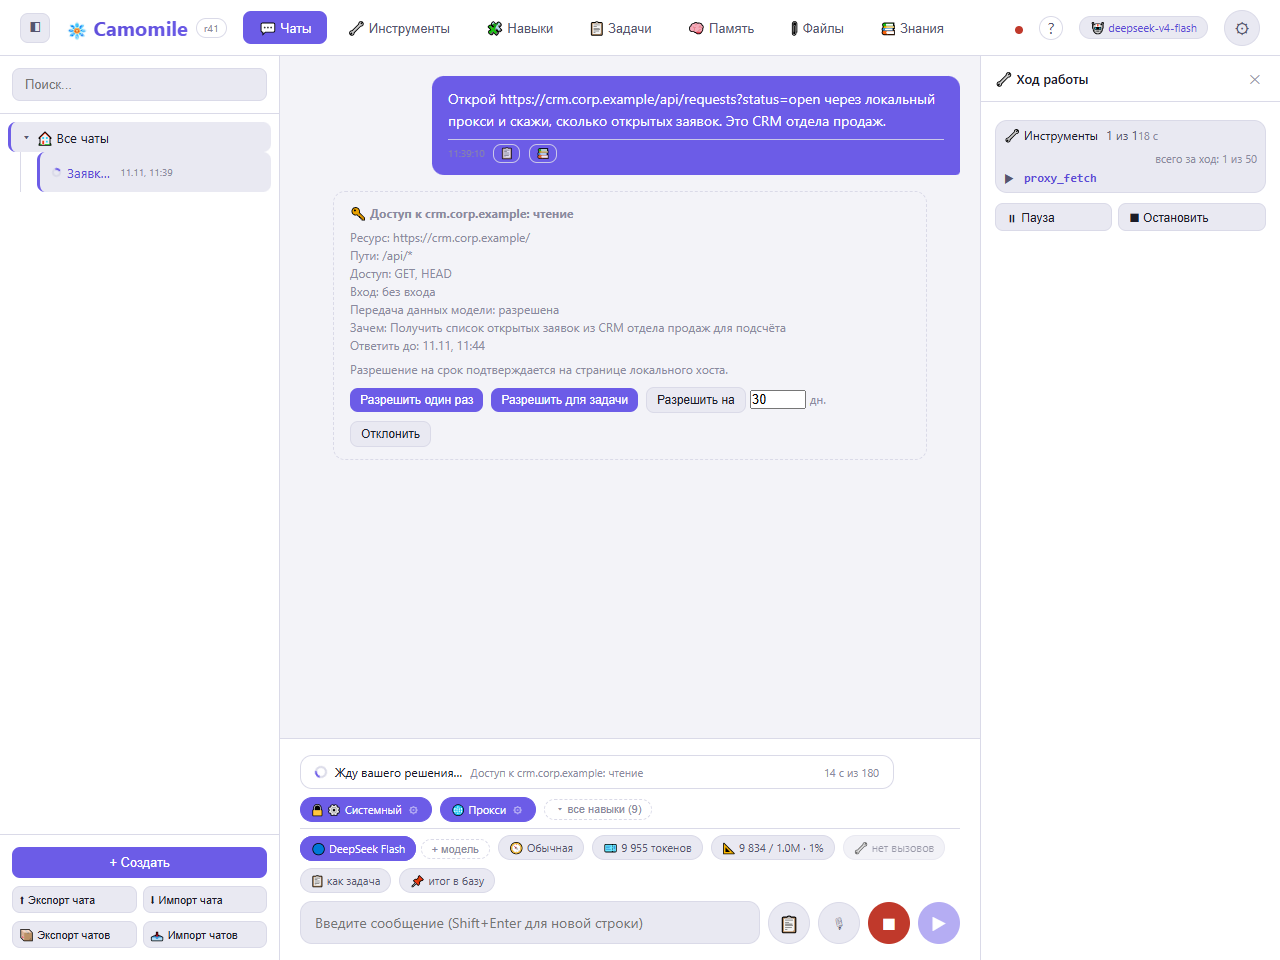 Camomile
r41
Чаты
Инструменты
Навыки
Задачи
Память
Файлы
Знания
?
deepseek-v4-flash
Поиск...
Все чаты
Заявк... 11.11, 11:39
+ Создать
Экспорт чата
Импорт чата
Экспорт чатов
Импорт чатов
Открой https://crm.corp.example/api/requests?status=open через локальный
прокси и скажи, сколько открытых заявок. Это CRM отдела продаж.
11:39:10
Доступ к crm.corp.example: чтение
Ресурс: https://crm.corp.example/
Пути: /api/*
Доступ: GET, HEAD
Вход: без входа
Передача данных модели: разрешена
Зачем: Получить список открытых заявок из CRM отдела продаж для подсчёта
Ответить до: 11.11, 11:44
Разрешение на срок подтверждается на странице локального хоста.
Разрешить один раз
Разрешить для задачи
Разрешить на
30
дн.
Отклонить
Жду вашего решения... Доступ к crm.corp.example: чтение 14 с из 180
Системный
Прокси
все навыки (9)
DeepSeek Flash
+ модель
Обычная
9 955 токенов
9 834 / 1.0M · 1%
нет вызовов
как задача
итог в базу
Введите сообщение (Shift+Enter для новой строки)
Ход работы
×
Инструменты 1 из 118 с
всего за ход: 1 из 50
proxy_fetch
Пауза
Остановить